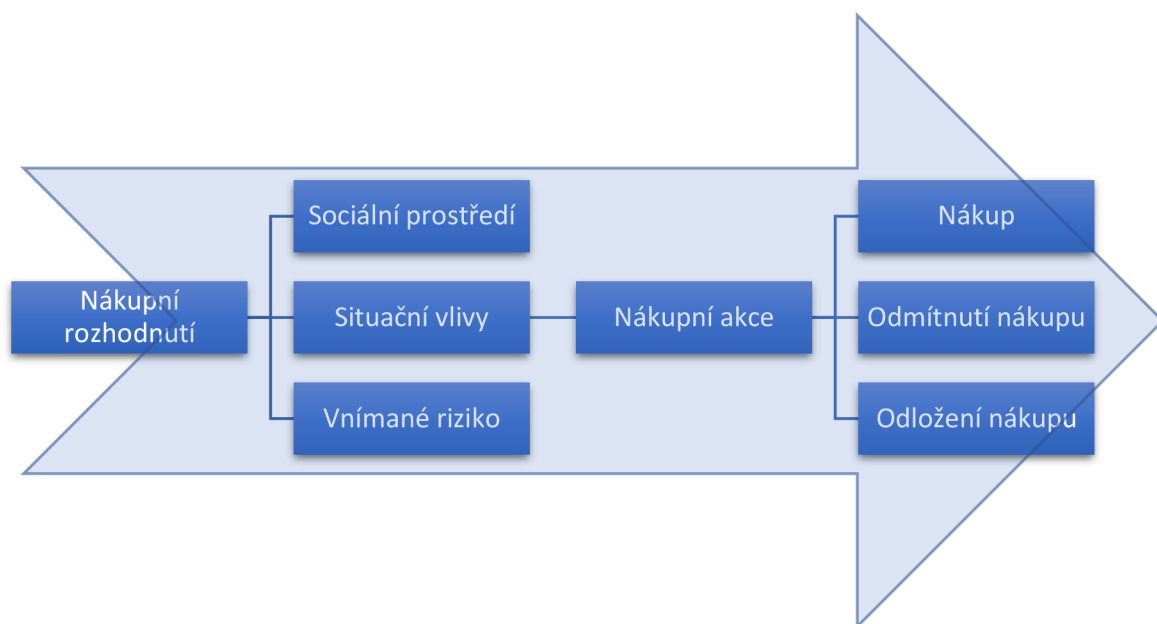 Nákupní
rozhodnutí
Sociální prostředí
Situační vlivy
Vnímané riziko
Nákupní akce
Nákup
Odmítnutí nákupu
Odložení nákupu